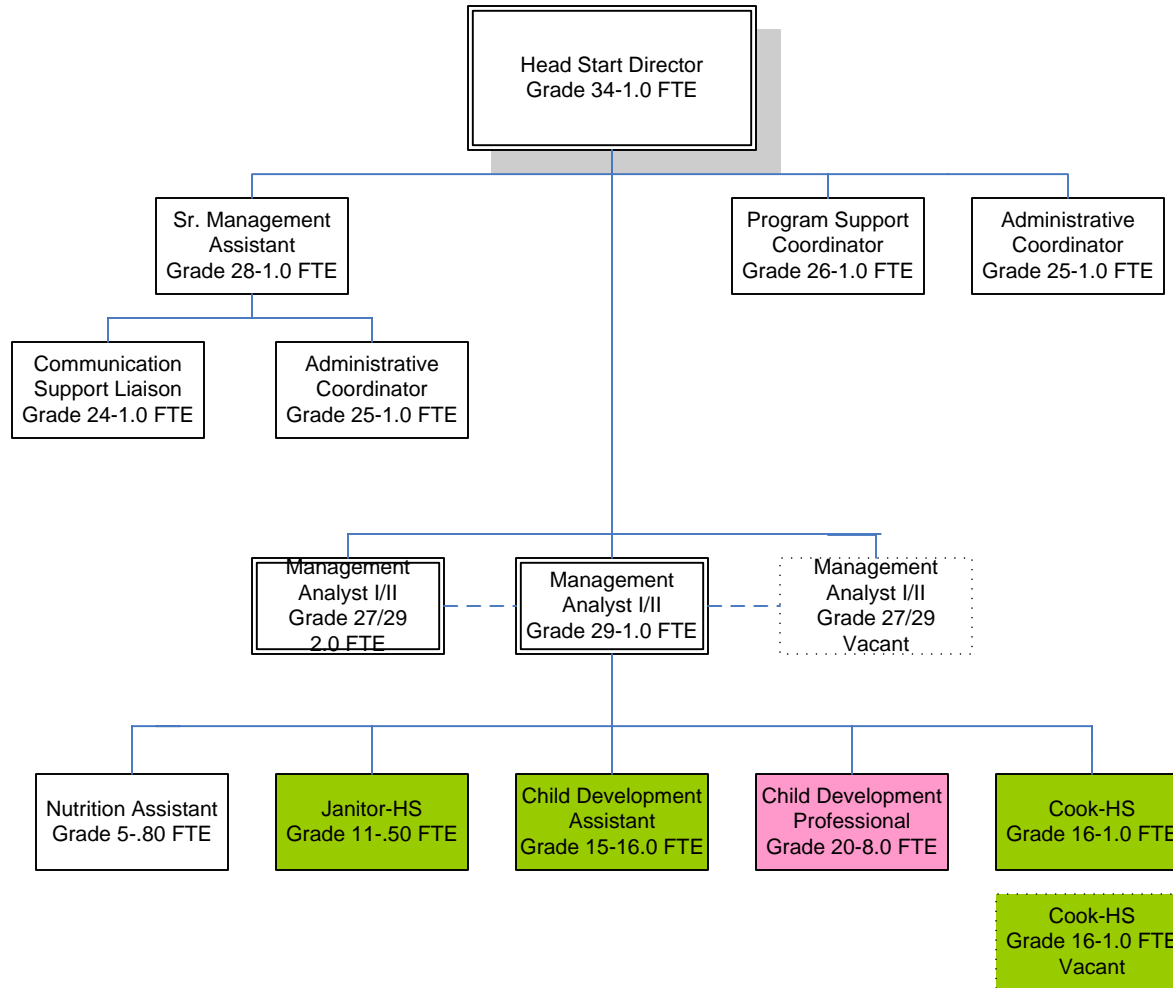 Head Start Director
Grade 34-1.0 FTE
Sr. Management
Assistant
Grade 28-1.0 FTE
Program Support
Coordinator
Grade 26-1.0 FTE
Administrative
Coordinator
Grade 25-1.0 FTE
Communication
Support Liaison
Grade 24-1.0 FTE
Administrative
Coordinator
Grade 25-1.0 FTE
Management
Analyst I/II
Grade 27/29
2.0 FTE
Management
Analyst I/II
Grade 29-1.0 FTE
Management
Analyst I/II
Grade 27/29
Vacant
Nutrition Assistant
Grade 5-.80 FTE
Janitor-HS
Grade 11-.50 FTE
Child Development
Assistant
Grade 15-16.0 FTE
Child Development
Professional
Grade 20-8.0 FTE
Cook-HS
Grade 16-1.0 FTE
Cook-HS
Grade 16-1.0 FTE
Vacant